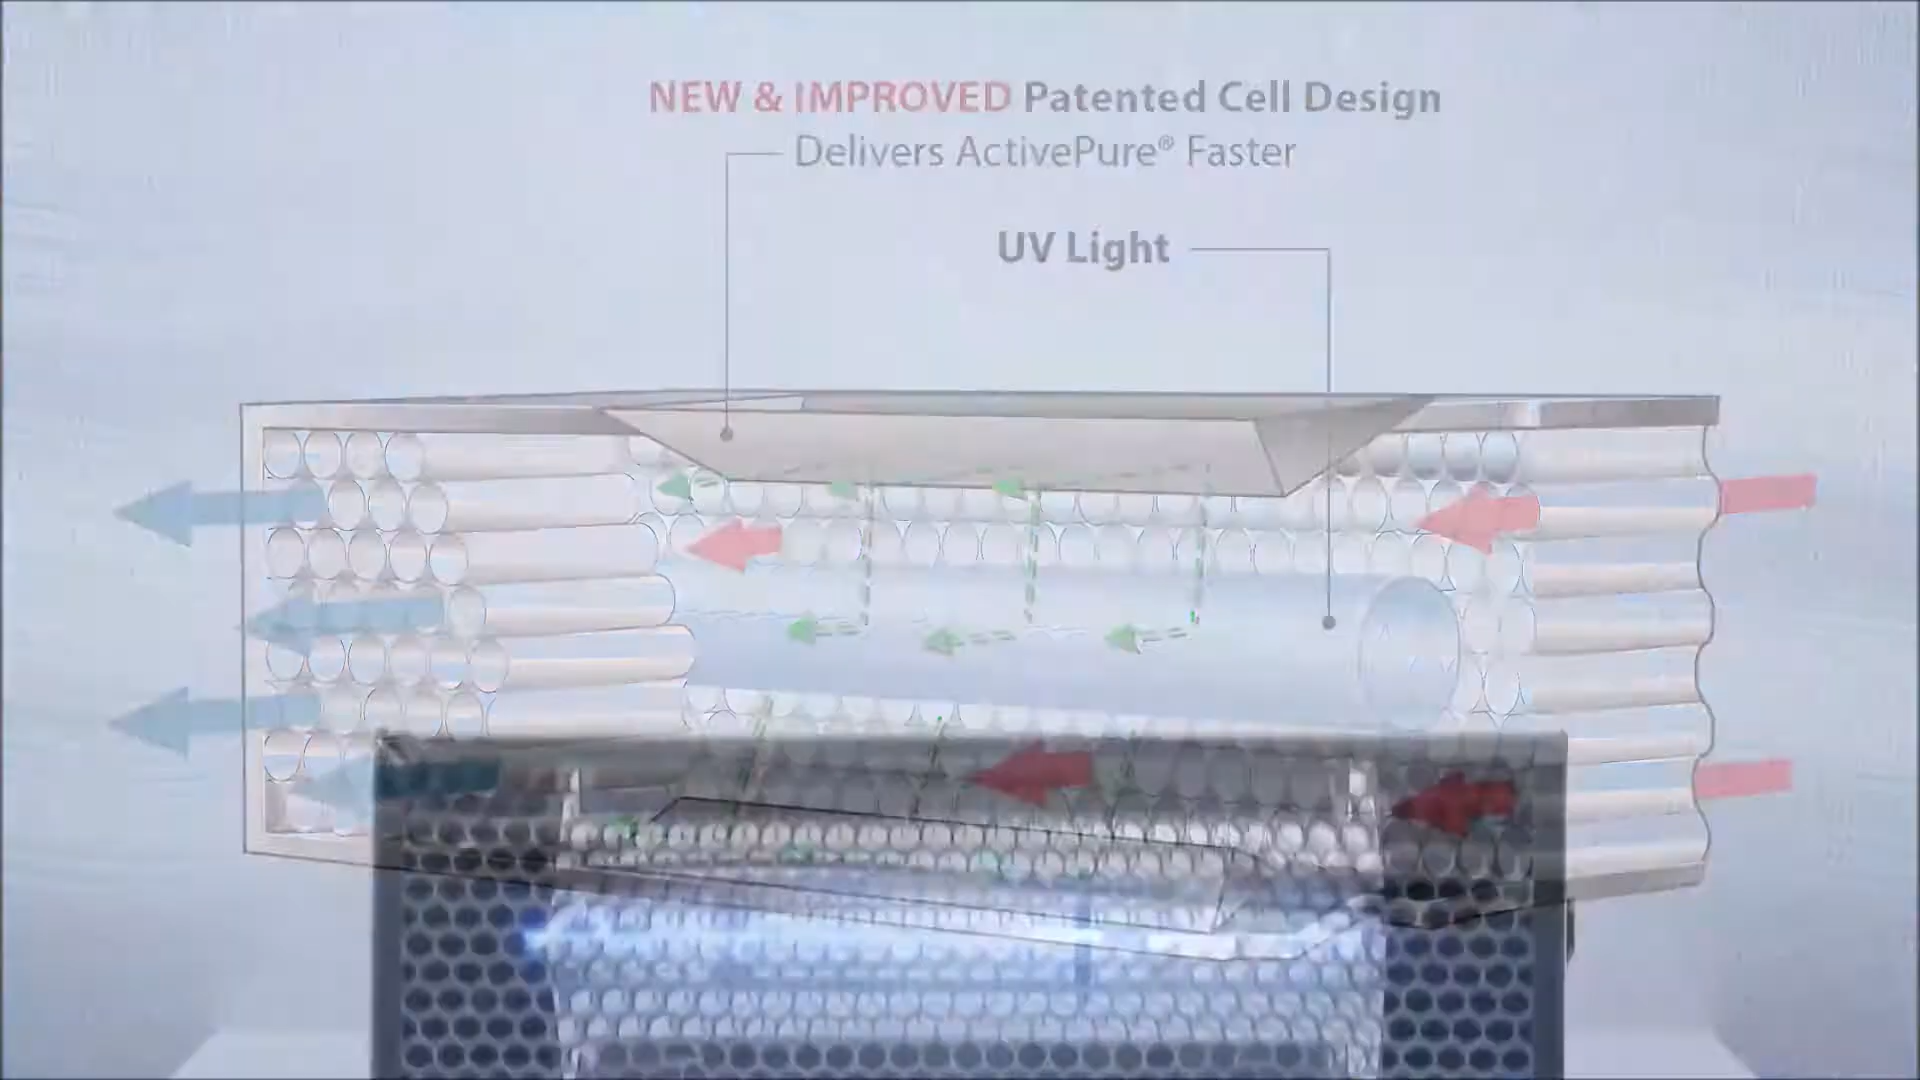 NEW & IMPROVED Patented Cell Design
Delivers ActivePure® Faster
UV Light